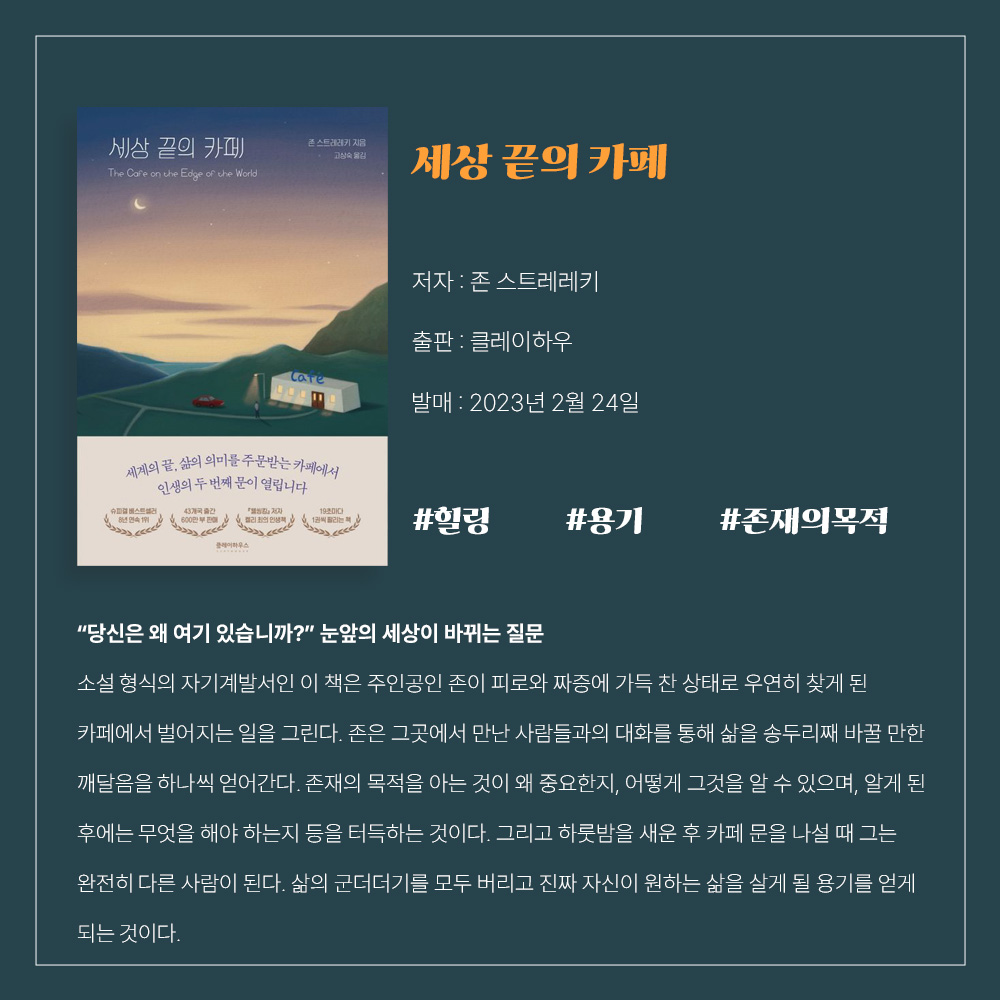 세상 끝의 카페
존 스트레레키 지음
고상숙 옮김
The Cafe on the Edge of the World
Cafe
세계의 끝, 삶의 의미를 주문받는 카페에서
인생의 두 번째 문이 열립니다
슈피겔 베스트셀러
8년 연속 1위
43개국 출간
600만 부 판매
『웰씽킹』 저자
켈리 최의 인생책
19초마다
1권씩 팔리는 책
클레이하우스
세상 끝의 카페
저자 : 존 스트레레키
출판 : 클레이하우
발매 : 2023년 2월 24일
#힐링 #용기 #존재의목적
“당신은 왜 여기 있습니까?” 눈앞의 세상이 바뀌는 질문
소설 형식의 자기계발서인 이 책은 주인공인 존이 피로와 짜증에 가득 찬 상태로 우연히 찾게 된
카페에서 벌어지는 일을 그린다. 존은 그곳에서 만난 사람들과의 대화를 통해 삶을 송두리째 바꿀 만한
깨달음을 하나씩 얻어간다. 존재의 목적을 아는 것이 왜 중요한지, 어떻게 그것을 알 수 있으며, 알게 된
후에는 무엇을 해야 하는지 등을 터득하는 것이다. 그리고 하룻밤을 새운 후 카페 문을 나설 때 그는
완전히 다른 사람이 된다. 삶의 군더더기를 모두 버리고 진짜 자신이 원하는 삶을 살게 될 용기를 얻게
되는 것이다.